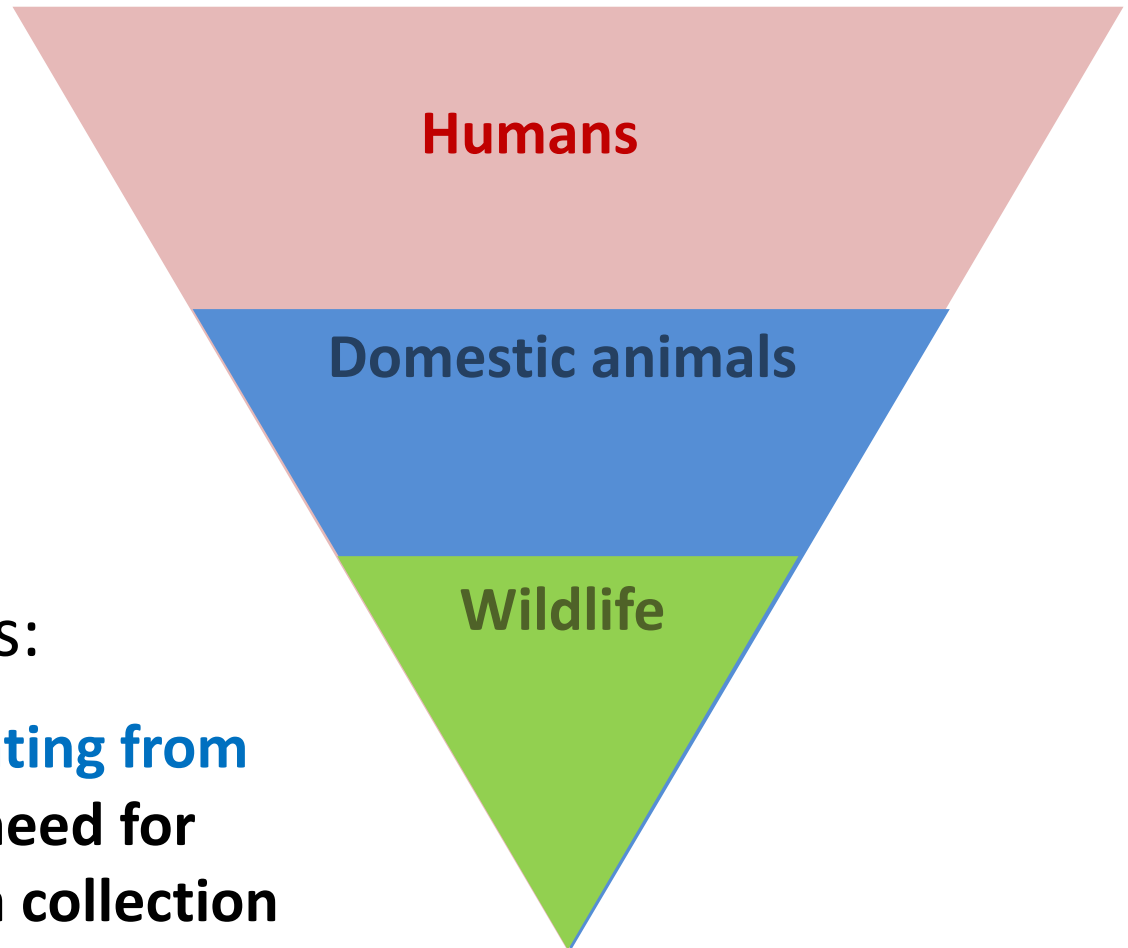 Humans
Domestic animals
Wildlife
s:
ting from
need for
collection